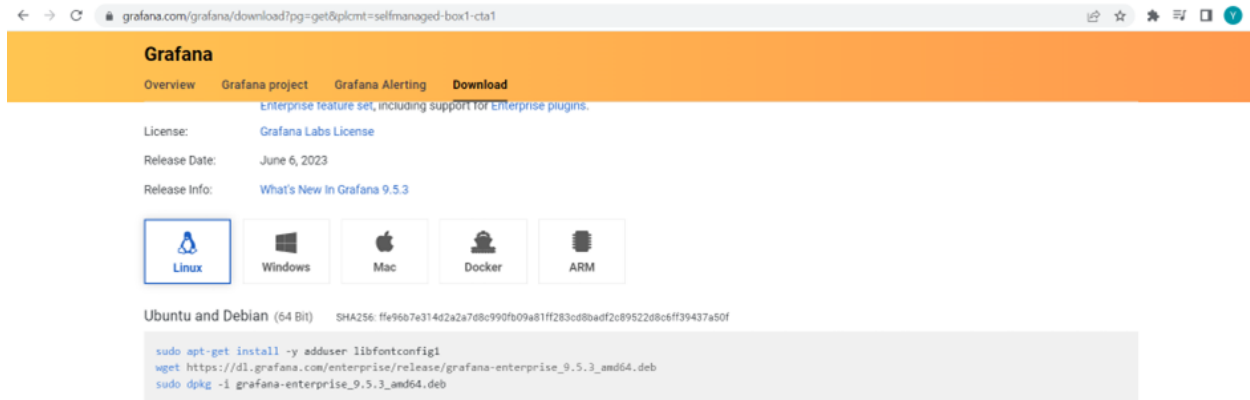 grafana.com/grafana/download?pg=get&plcmt=selfmanaged-box1-cta1
Y
Grafana
Overview Grafana project Grafana Alerting Download
Enterprise feature set, including support for Enterprise plugins.
License: Grafana Labs License
Release Date: June 6, 2023
Release Info: What's New In Grafana 9.5.3
Linux Windows Mac Docker ARM
Ubuntu and Debian (64 Bit) SHA256: ffe96b7e314d2a2a7d8c990fb09a81ff283cd8badf2c89522d8c6ff39437a50f
sudo apt-get install -y adduser libfontconfig1
wget https://dl.grafana.com/enterprise/release/grafana-enterprise_9.5.3_amd64.deb
sudo dpkg -i grafana-enterprise_9.5.3_amd64.deb